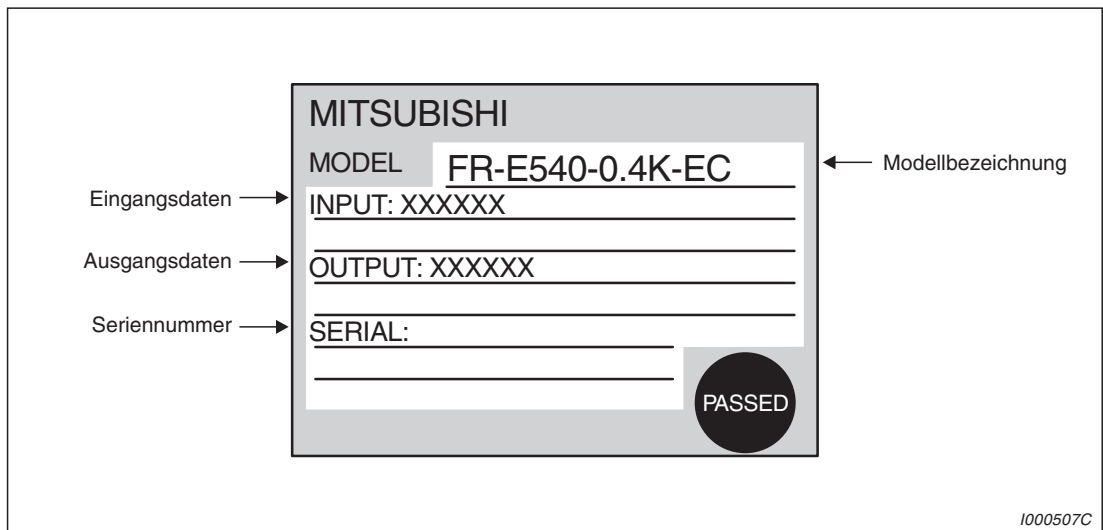 MITSUBISHI
MODEL FR-E540-0.4K-EC
Modellbezeichnung
Eingangsdaten
INPUT: XXXXXX
Ausgangsdaten
OUTPUT: XXXXXX
Seriennummer
SERIAL:
PASSED
I000507C